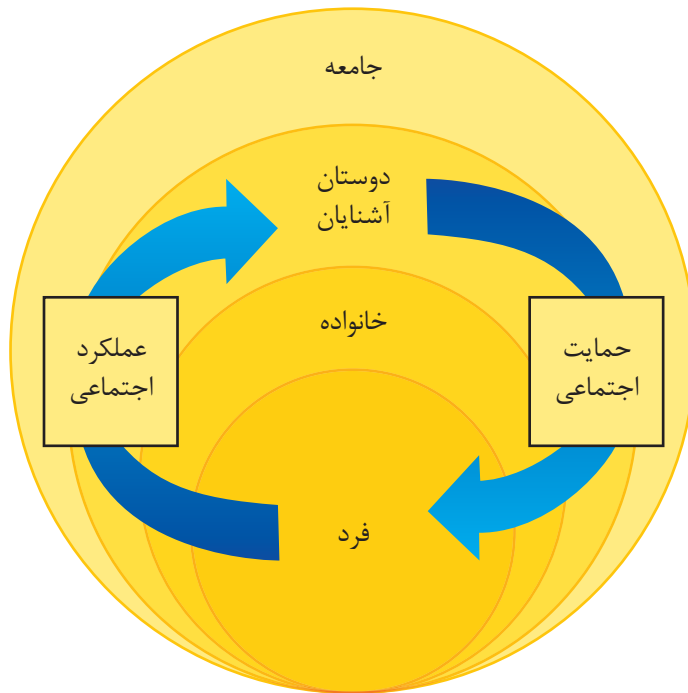 جامعه
دوستان
آشنایان
خانواده
حمایت
اجتماعی
عملکرد
اجتماعی
فرد